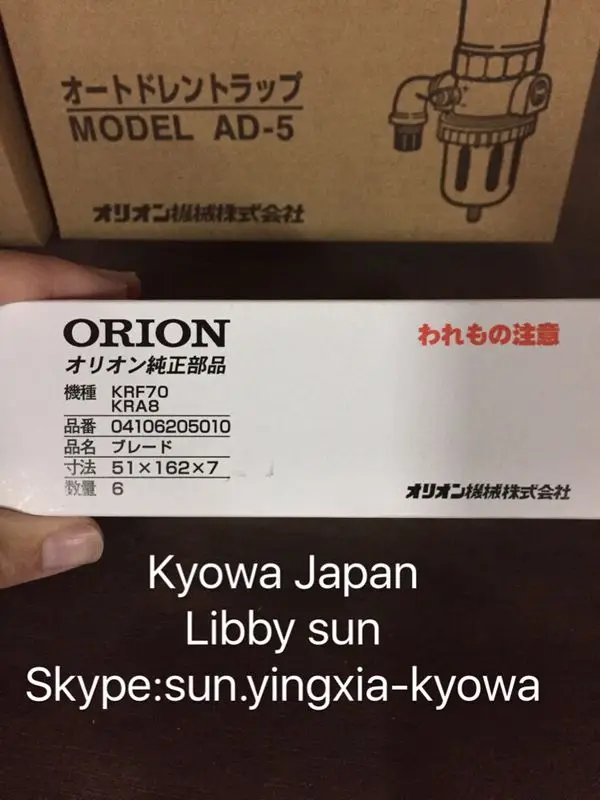 オートドレントラップ
MODEL AD-5
オリオン機械株式会社
ORION
オリオン純正部品
われもの注意
機種 KRF70
KRA8
品番 04106205010
品名 ブレード
寸法 51×162×7
数量 6
オリオン機械株式会社
Kyowa Japan
Libby sun
Skype:sun.yingxia-kyowa